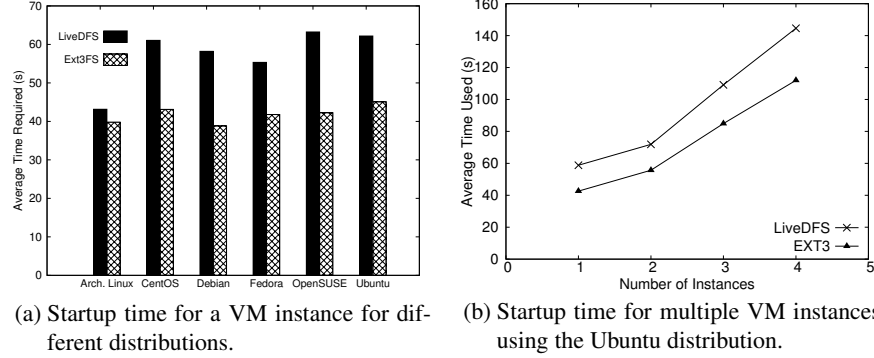 70
60
50
40
30
20
10
0
Average Time Required (s)
LiveDFS
Ext3FS
Arch. Linux CentOS Debian Fedora OpenSUSE Ubuntu
(a) Startup time for a VM instance for dif-
ferent distributions.
160
140
120
100
80
60
40
20
0
Average Time Used (s)
LiveDFS
EXT3
0 1 2 3 4 5
Number of Instances
(b) Startup time for multiple VM instances
using the Ubuntu distribution.